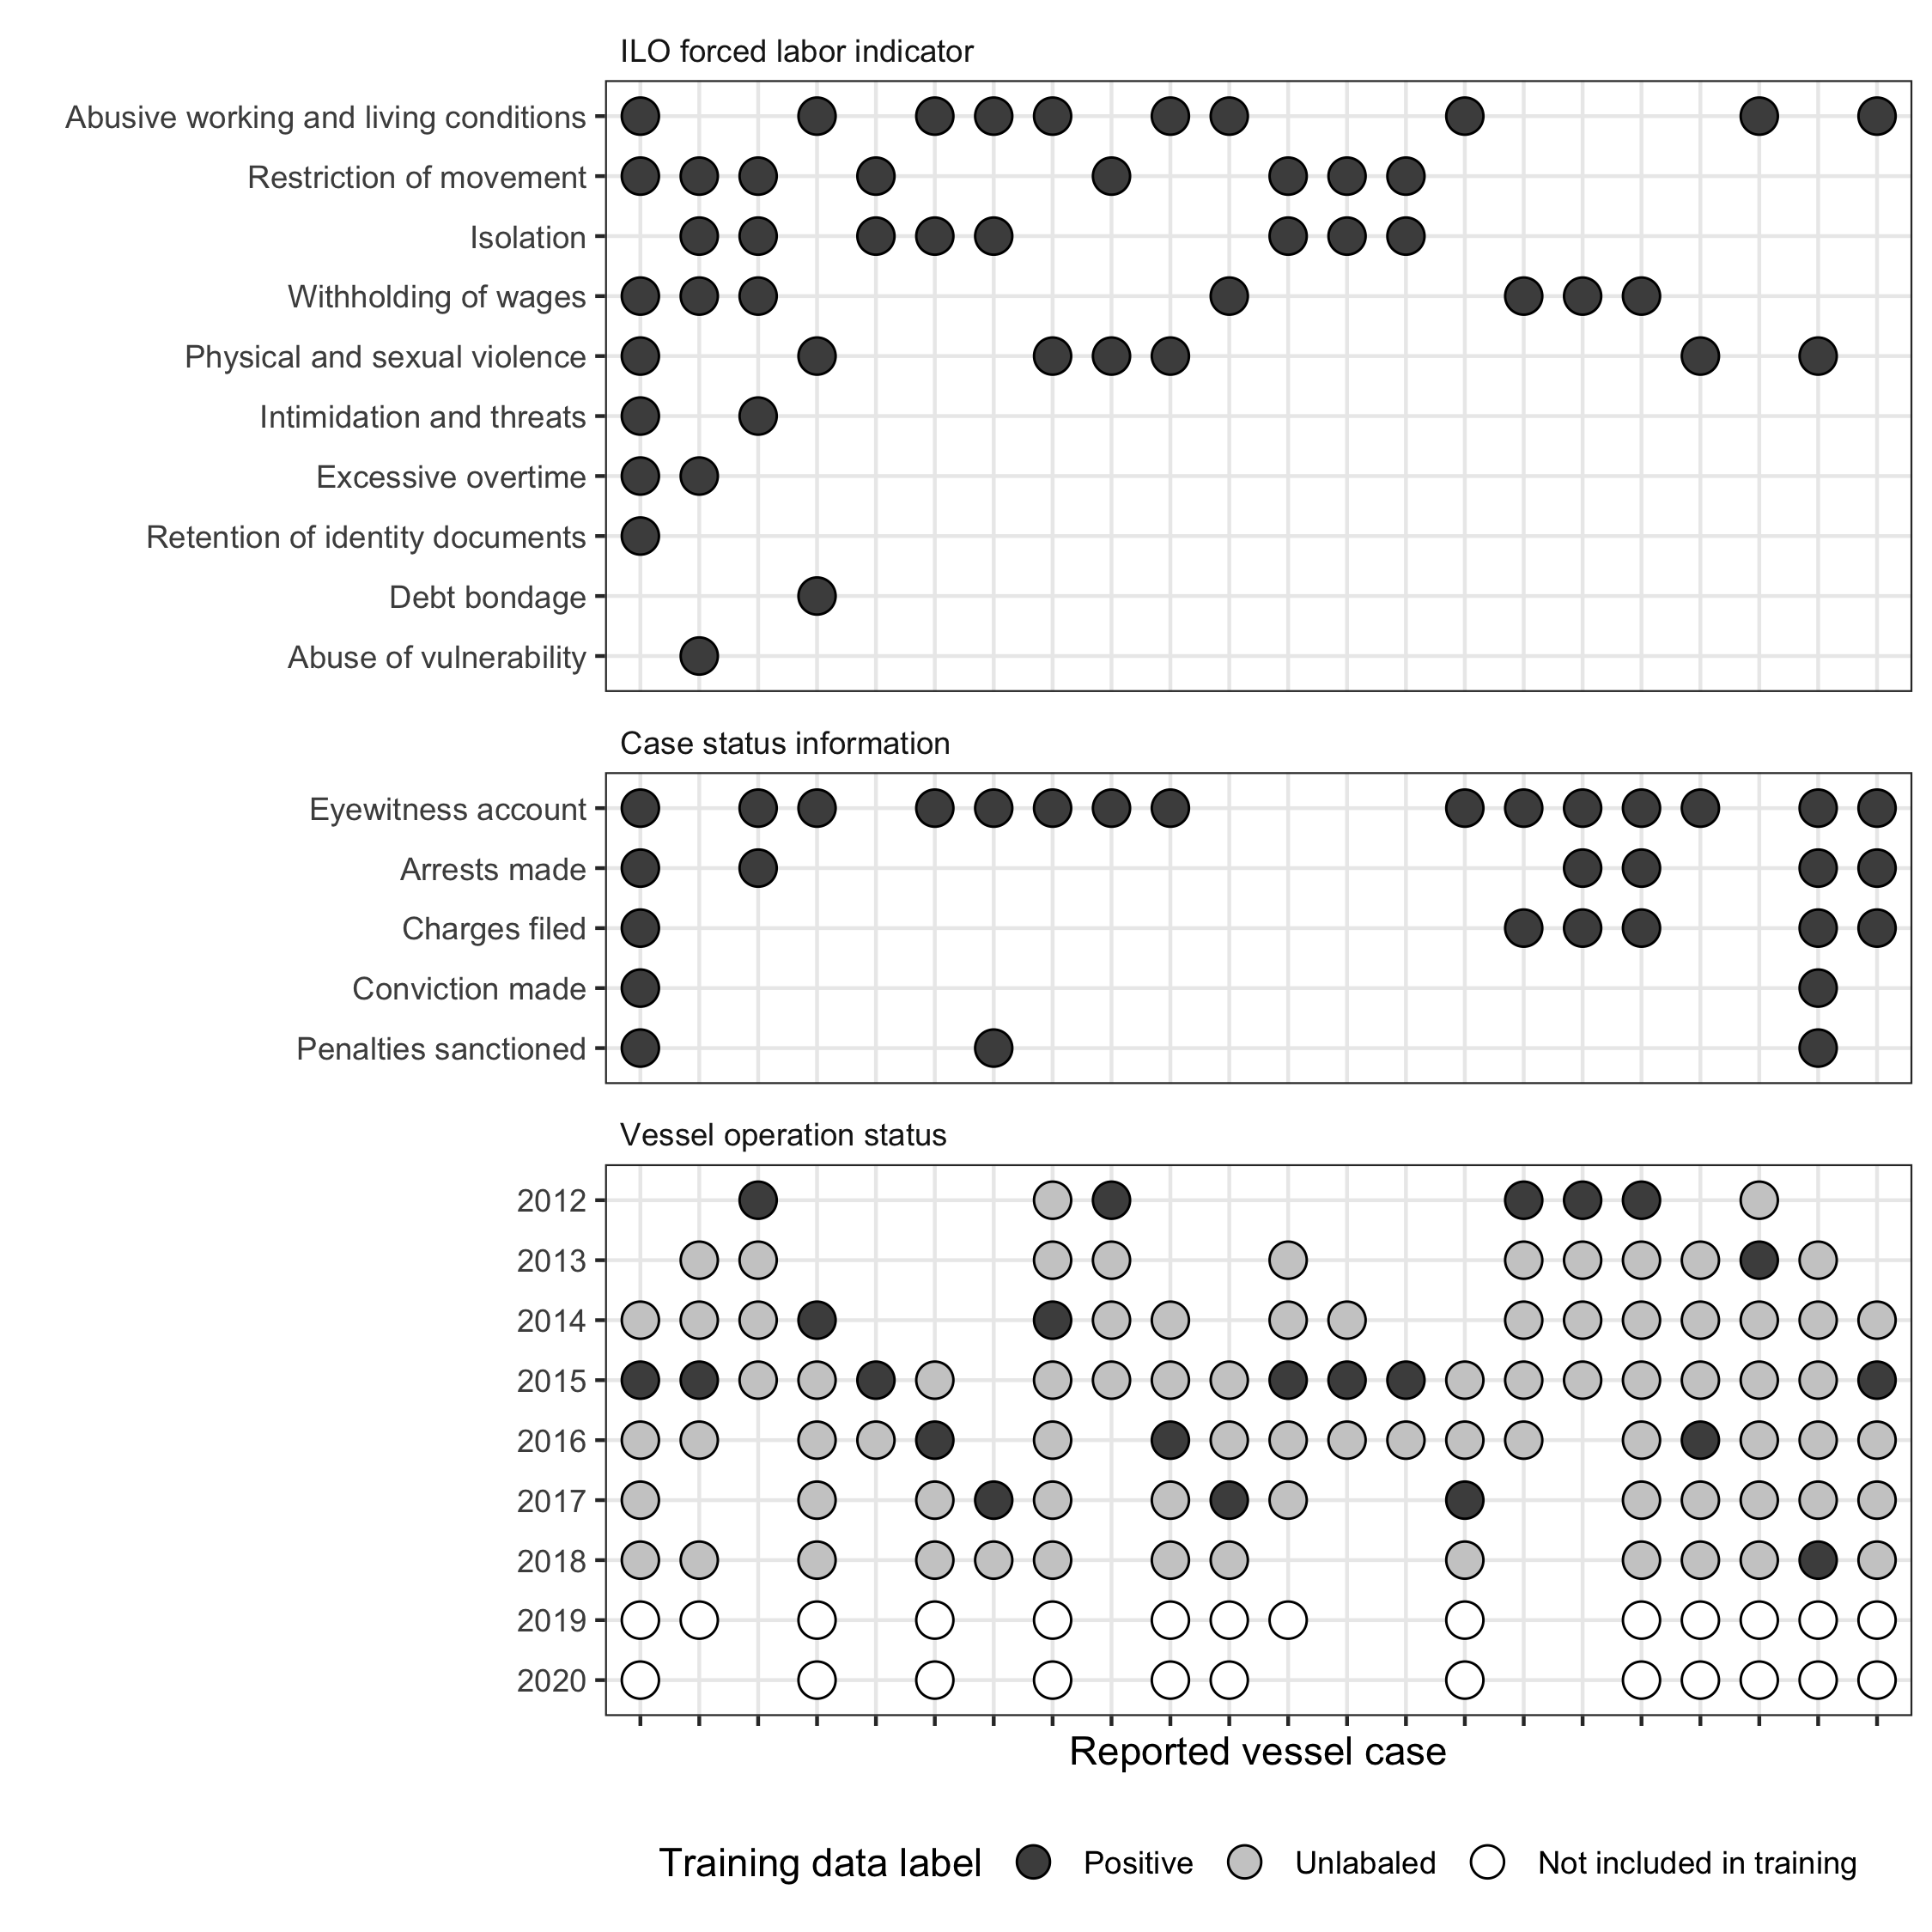 ILO forced labor indicator
Abusive working and living conditions
Restriction of movement
Isolation
Withholding of wages
Physical and sexual violence
Intimidation and threats
Excessive overtime
Retention of identity documents
Debt bondage
Abuse of vulnerability
Case status information
Eyewitness account
Arrests made
Charges filed
Conviction made
Penalties sanctioned
Vessel operation status
2012
2013
2014
2015
2016
2017
2018
2019
2020
Reported vessel case
Training data label Positive Unlabaled Not included in training